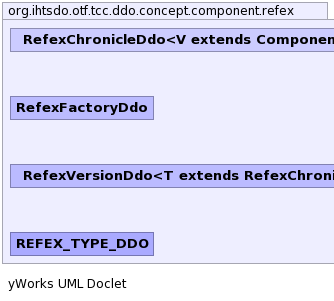 org.ihtsdo.otf.tcc.ddo.concept.component.refex
RefexChronicleDdo<V extends Componen
RefexFactoryDdo
RefexVersionDdo<T extends RefexChroni
REFEX_TYPE_DDO
yWorks UML Doclet